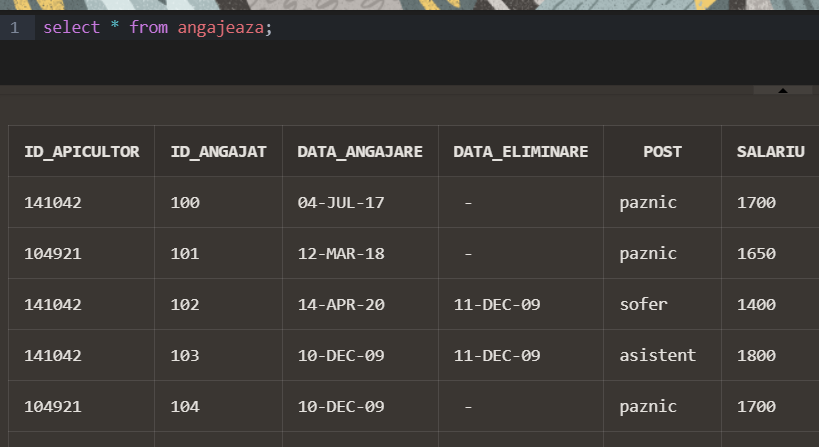 1 select * from angajeaza;
ID_APICULTOR ID_ANGAJAT DATA_ANGAJARE DATA_ELIMINARE POST SALARIU
141042 100 04-JUL-17 - paznic 1700
104921 101 12-MAR-18 - paznic 1650
141042 102 14-APR-20 11-DEC-09 sofer 1400
141042 103 10-DEC-09 11-DEC-09 asistent 1800
104921 104 10-DEC-09 - paznic 1700